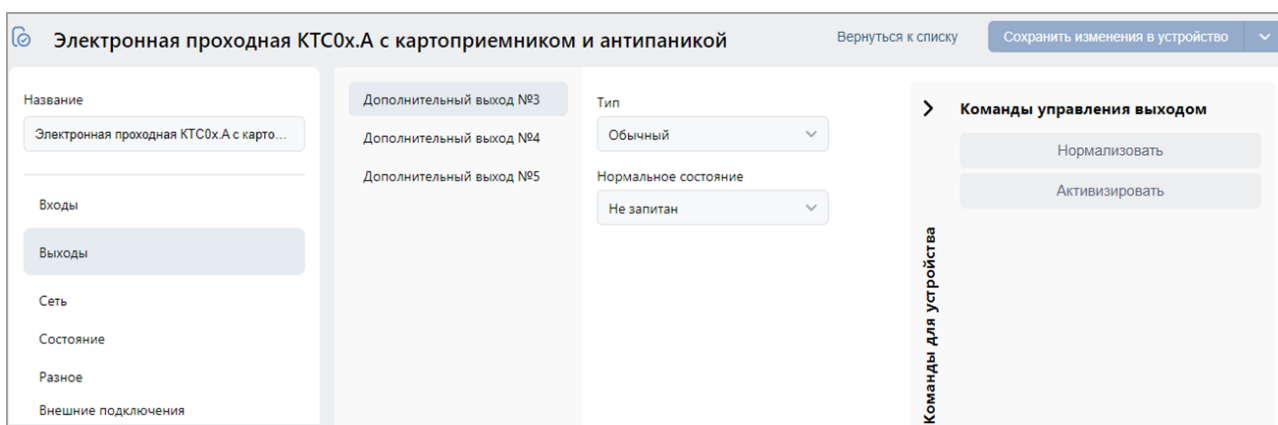 Электронная проходная КТС0х.А с картоприемником и антипаникой
Вернуться к списку
Сохранить изменения в устройство
Название
Электронная проходная КТС0х.А с карто...
Входы
Выходы
Сеть
Состояние
Разное
Внешние подключения
Дополнительный выход №3
Дополнительный выход №4
Дополнительный выход №5
Тип
Обычный
Нормальное состояние
Не запитан
Команды для устройства
Команды управления выходом
Нормализовать
Активизировать